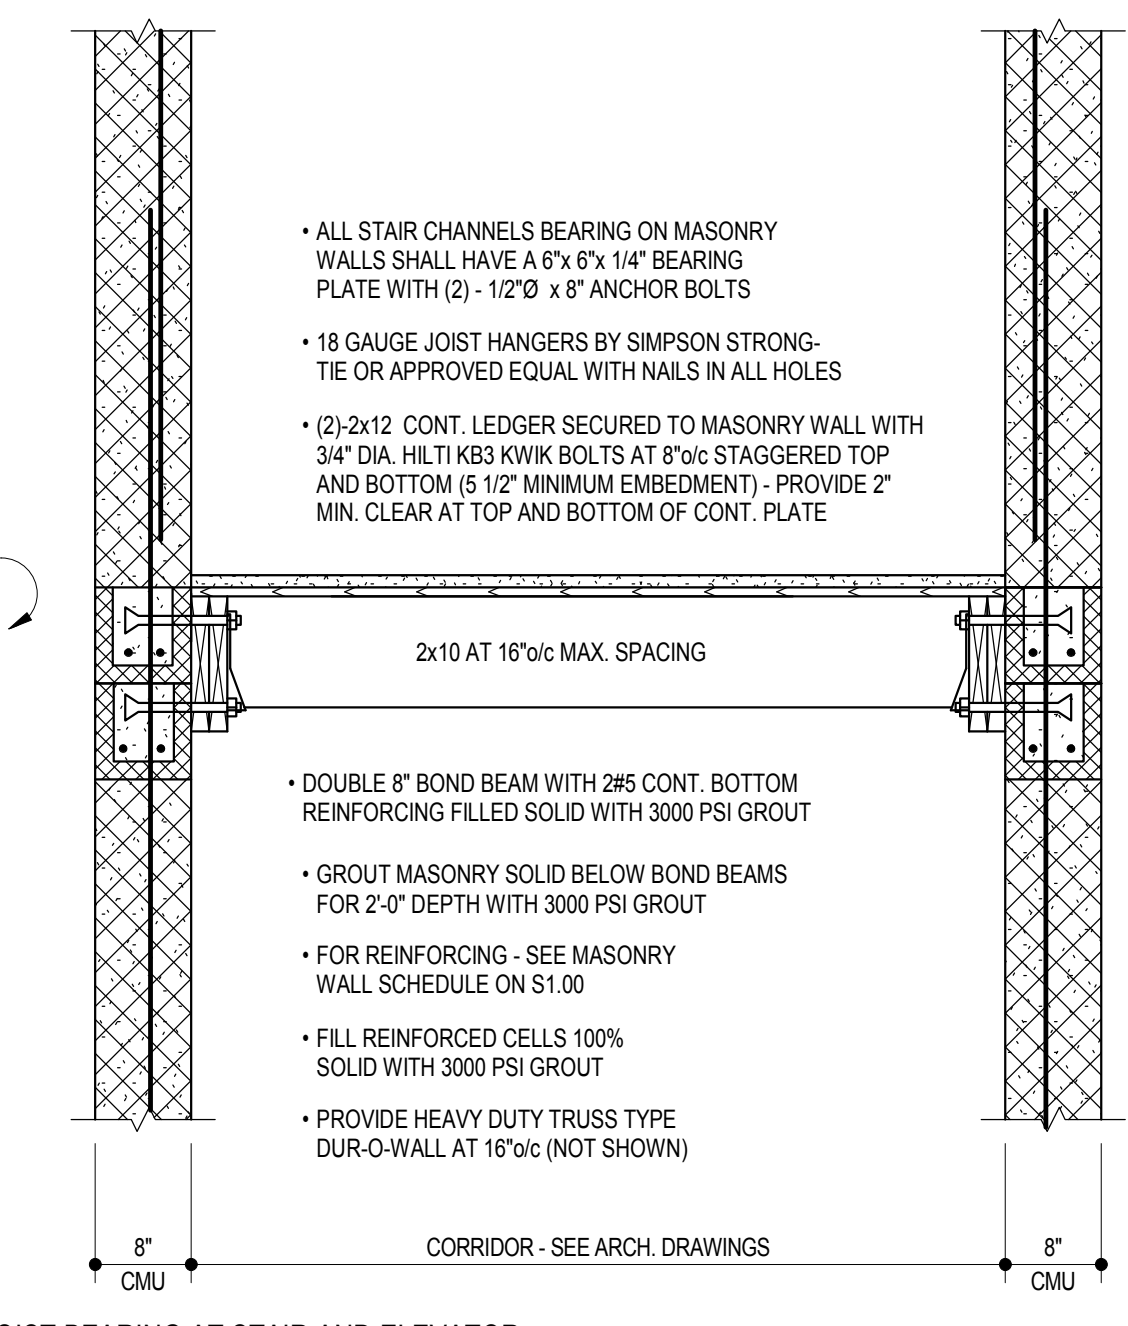 • ALL STAIR CHANNELS BEARING ON MASONRY
WALLS SHALL HAVE A 6"x 6"x 1/4" BEARING
PLATE WITH (2) - 1/2"Ø x 8" ANCHOR BOLTS
• 18 GAUGE JOIST HANGERS BY SIMPSON STRONG-
TIE OR APPROVED EQUAL WITH NAILS IN ALL HOLES
• (2)-2x12 CONT. LEDGER SECURED TO MASONRY WALL WITH
3/4" DIA. HILTI KB3 KWIK BOLTS AT 8"o/c STAGGERED TOP
AND BOTTOM (5 1/2" MINIMUM EMBEDMENT) - PROVIDE 2"
MIN. CLEAR AT TOP AND BOTTOM OF CONT. PLATE
2x10 AT 16"o/c MAX. SPACING
• DOUBLE 8" BOND BEAM WITH 2#5 CONT. BOTTOM
REINFORCING FILLED SOLID WITH 3000 PSI GROUT
• GROUT MASONRY SOLID BELOW BOND BEAMS
FOR 2'-0" DEPTH WITH 3000 PSI GROUT
• FOR REINFORCING - SEE MASONRY
WALL SCHEDULE ON S1.00
• FILL REINFORCED CELLS 100%
SOLID WITH 3000 PSI GROUT
• PROVIDE HEAVY DUTY TRUSS TYPE
DUR-O-WALL AT 16"o/c (NOT SHOWN)
8"
CMU
CORRIDOR - SEE ARCH. DRAWINGS
8"
CMU
BEARING AT STAIR AND ELEVATOR